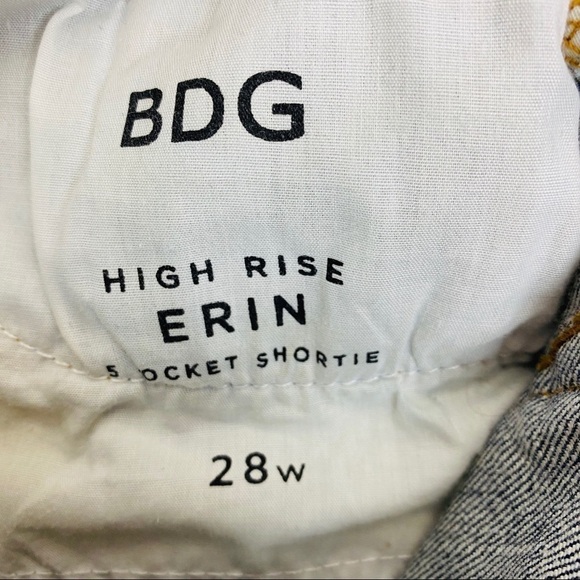 BDG
HIGH RISE
ERIN
5 POCKET SHORTIE
28W